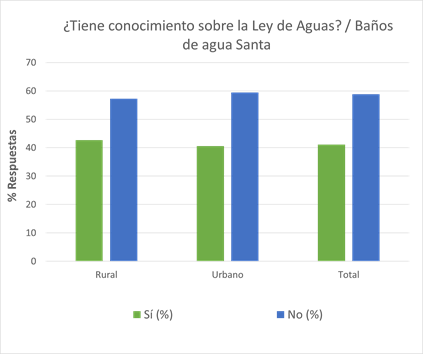 ¿Tiene conocimiento sobre la Ley de Aguas? / Baños
de agua Santa
70
60
50
40
30
20
10
0
% Respuestas
Rural Urbano Total
Sí (%) No (%)